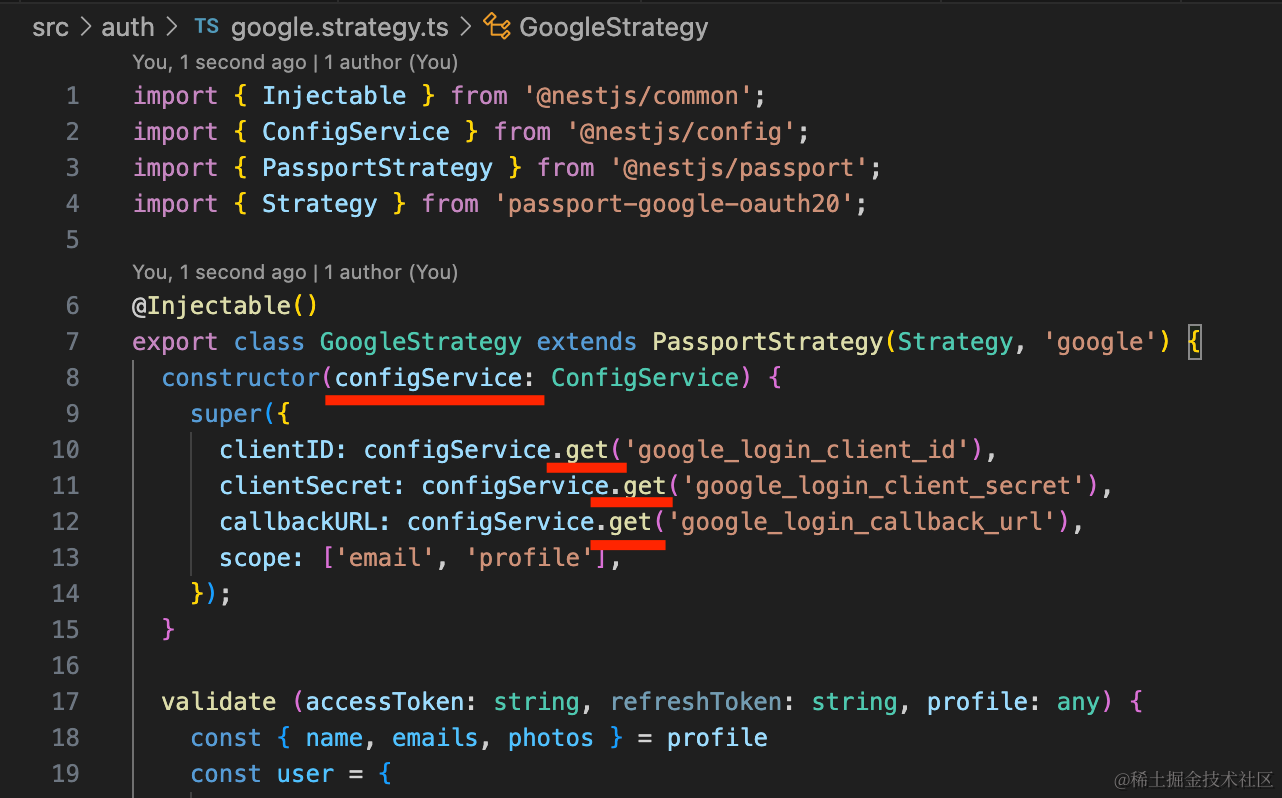 src > auth > TS google.strategy.ts > GoogleStrategy
You, 1 second ago | 1 author (You)
1 import { Injectable } from '@nestjs/common';
2 import { ConfigService } from '@nestjs/config';
3 import { PassportStrategy } from '@nestjs/passport';
4 import { Strategy } from 'passport-google-oauth20';
5
You, 1 second ago | 1 author (You)
6 @Injectable()
7 export class GoogleStrategy extends PassportStrategy(Strategy, 'google') {
8 constructor(configService: ConfigService) {
9 super({
10 clientID: configService.get('google_login_client_id'),
11 clientSecret: configService.get('google_login_client_secret'),
12 callbackURL: configService.get('google_login_callback_url'),
13 scope: ['email', 'profile'],
14 });
15 }
16
17 validate (accessToken: string, refreshToken: string, profile: any) {
18 const { name, emails, photos } = profile
19 const user = {
@稀土掘金技术社区